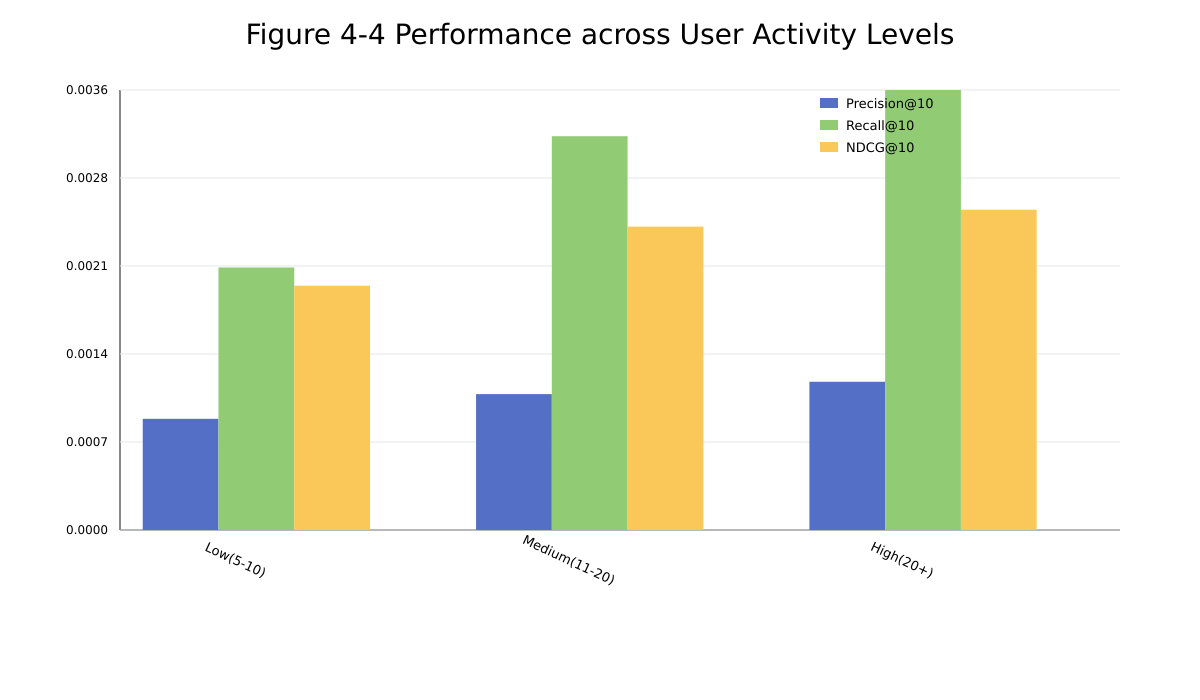 Figure 4-4 Performance across User Activity Levels
0.0036
0.0028
0.0021
0.0014
0.0007
0.0000
Precision@10
Recall@10
NDCG@10
Low(5-10)
Medium(11-20)
High(20+)